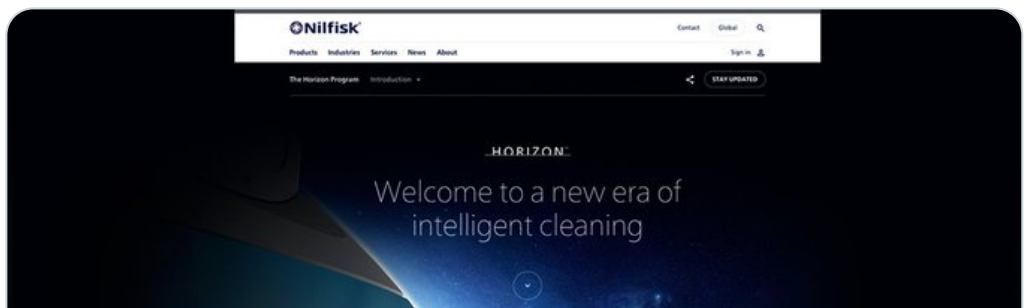 Nilfisk
Contact Global
Products Industries Services News About
Sign in
The Horizon Program Introduction
STAY UPDATED
HORIZON
Welcome to a new era of
intelligent cleaning